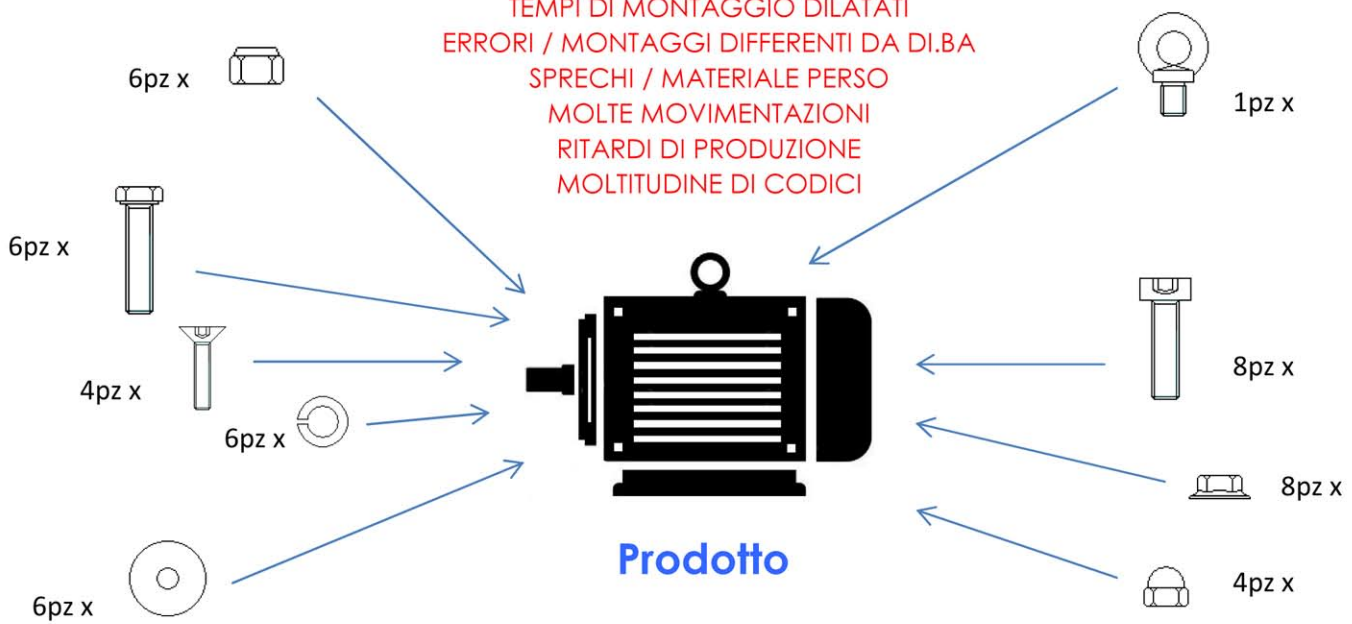 TEMPI DI MONTAGGIO DILATATI
ERRORI / MONTAGGI DIFFERENTI DA DI.BA
SPRECHI / MATERIALE PERSO
MOLTE MOVIMENTAZIONI
RITARDI DI PRODUZIONE
MOLTITUDINE DI CODICI
6pz x
1pz x
6pz x
4pz x
8pz x
6pz x
8pz x
Prodotto
6pz x
4pz x